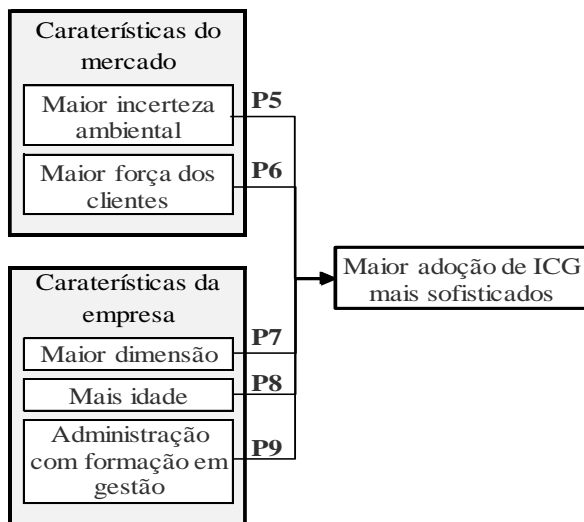 Caraterísticas do
mercado
Maior incerteza
ambiental
P5
Maior força dos
clientes
P6
Maior adoção de ICG
mais sofisticados
Caraterísticas da
empresa
Maior dimensão
P7
Mais idade
P8
Administração
com formação em
gestão
P9